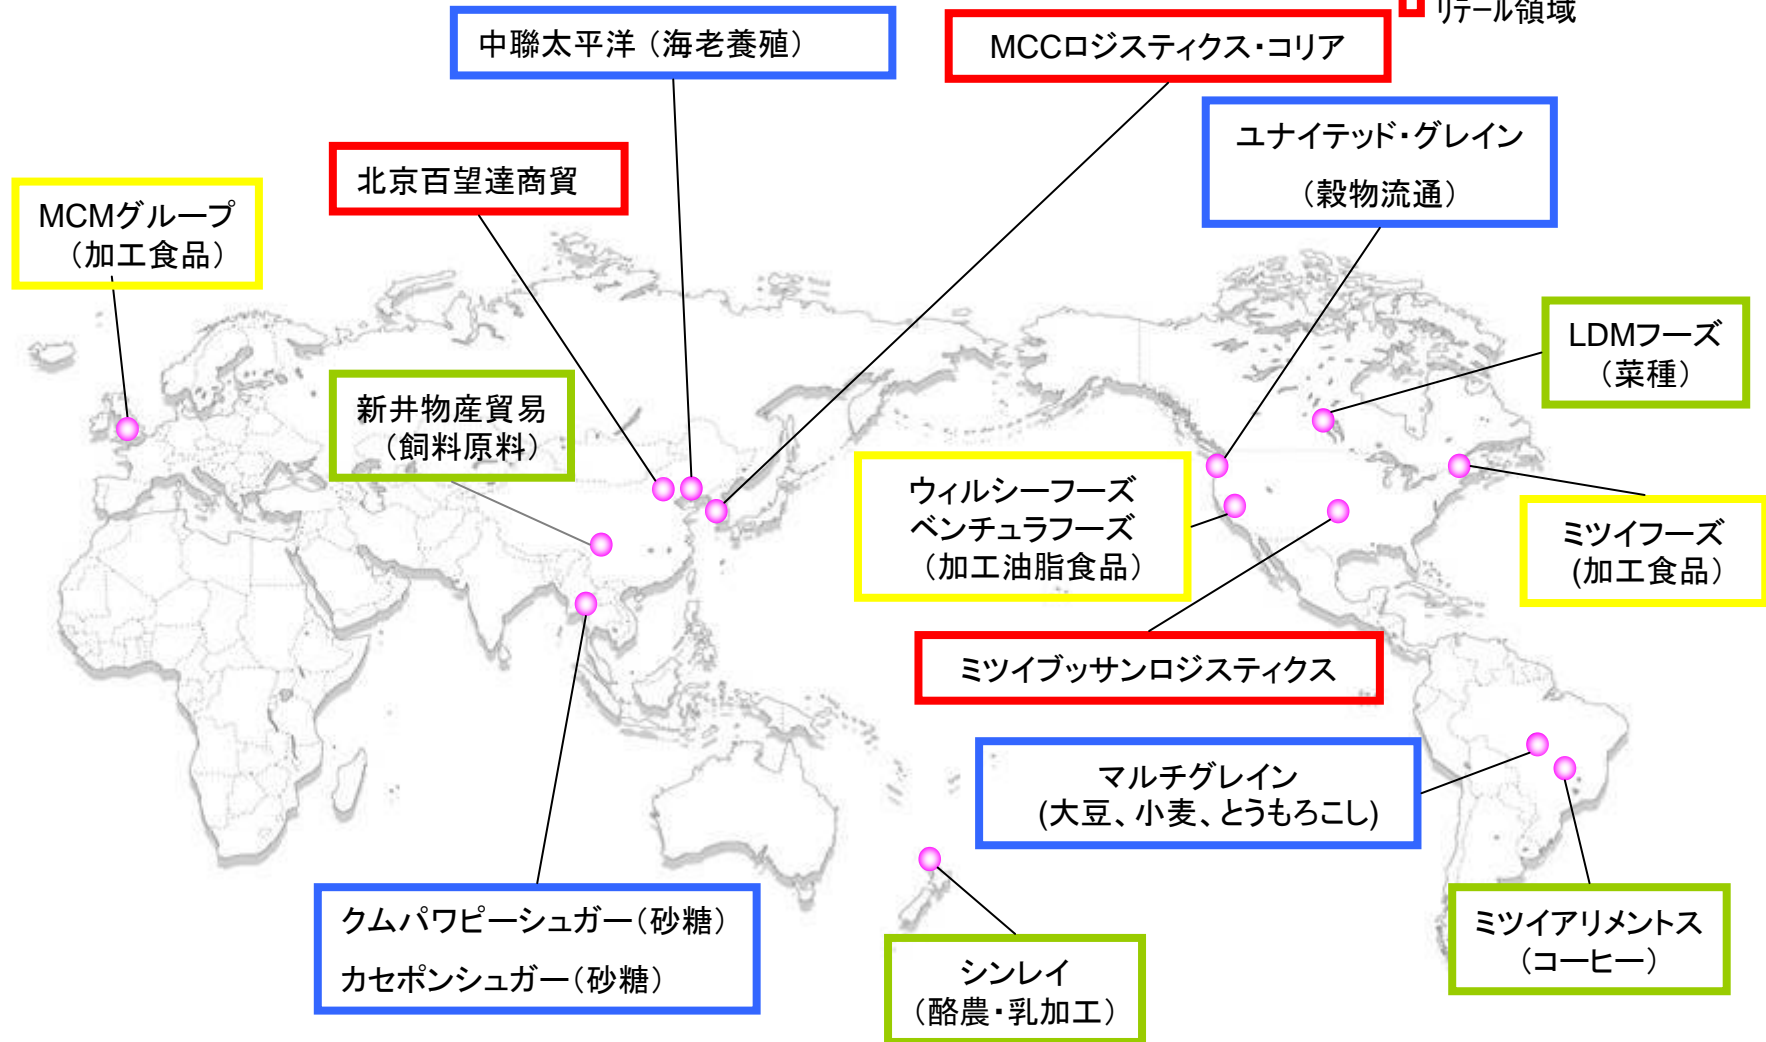 リテール領域
中聯太平洋（海老養殖）
MCCロジスティクス・コリア
ユナイテッド・グレイン
（穀物流通）
北京百望達商貿
MCMグループ
（加工食品）
LDMフーズ
（菜種）
新井物産貿易
（飼料原料）
ウィルシーフーズ
ベンチュラフーズ
（加工油脂食品）
ミツイフーズ
(加工食品）
ミツイブッサンロジスティクス
マルチグレイン
(大豆、小麦、とうもろこし)
クムパワピーシュガー（砂糖）
カセポンシュガー（砂糖）
シンレイ
（酪農・乳加工）
ミツイアリメントス
（コーヒー）